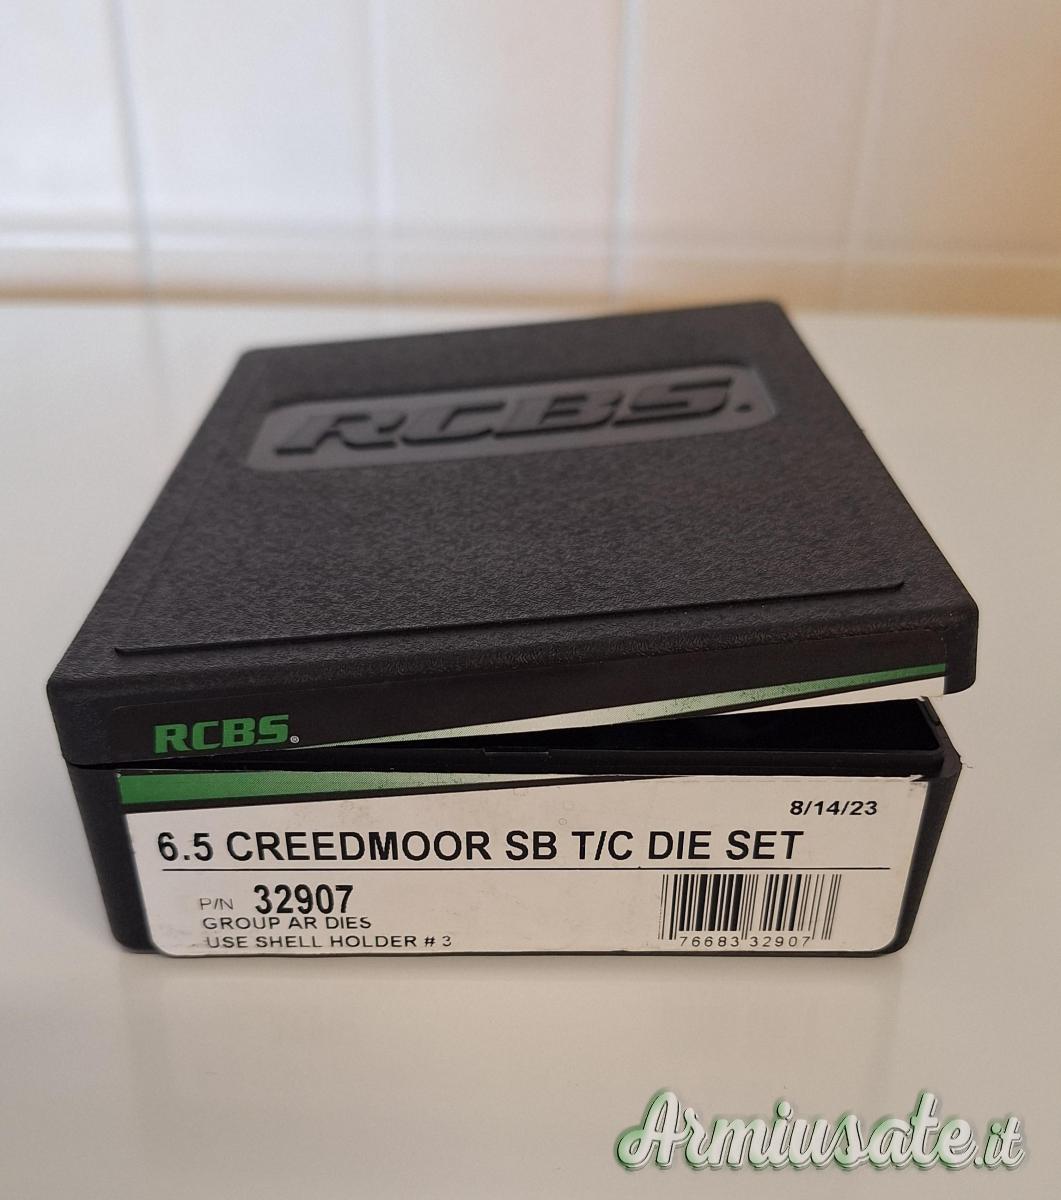 RCBS.
RCBS®
8/14/23
6.5 CREEDMOOR SB T/C DIE SET
P/N 32907
GROUP AR DIES
USE SHELL HOLDER # 3
76683 32907
Armiusate.it